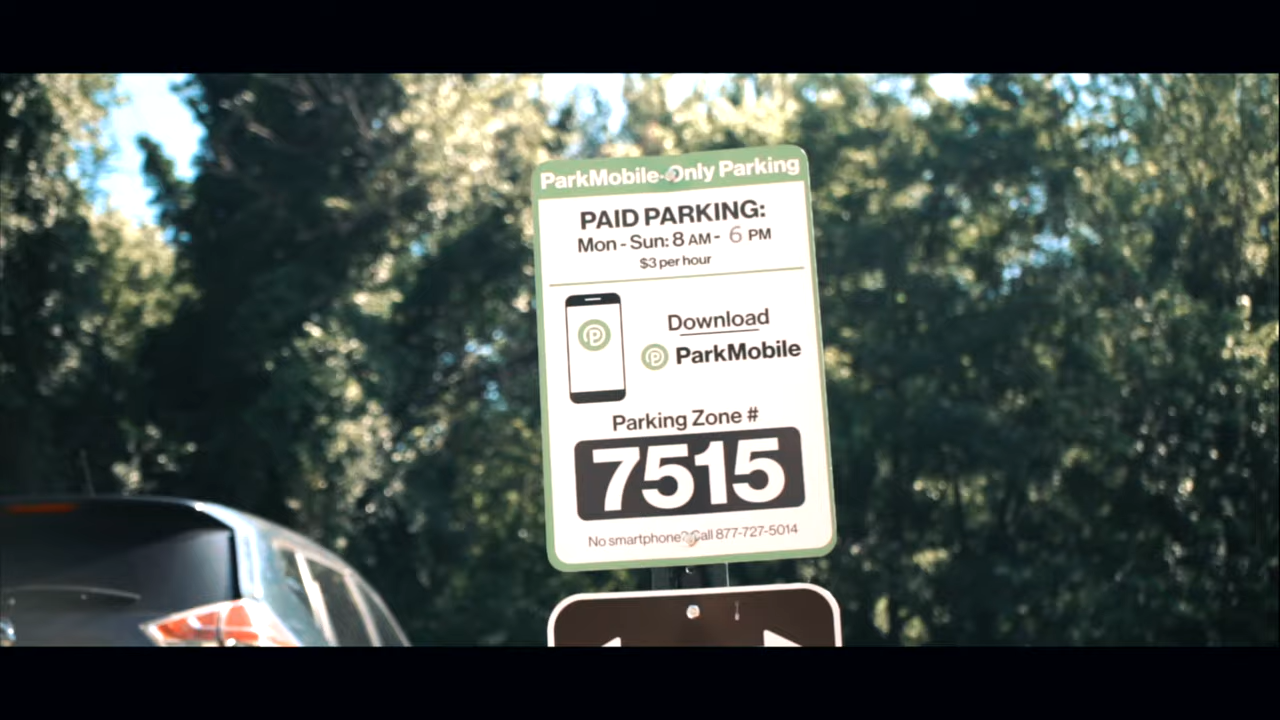 ParkMobile-Only Parking
PAID PARKING:
Mon - Sun: 8 AM - 6 PM
$3 per hour
Download
ParkMobile
Parking Zone #
7515
No smartphone? Call 877-727-5014